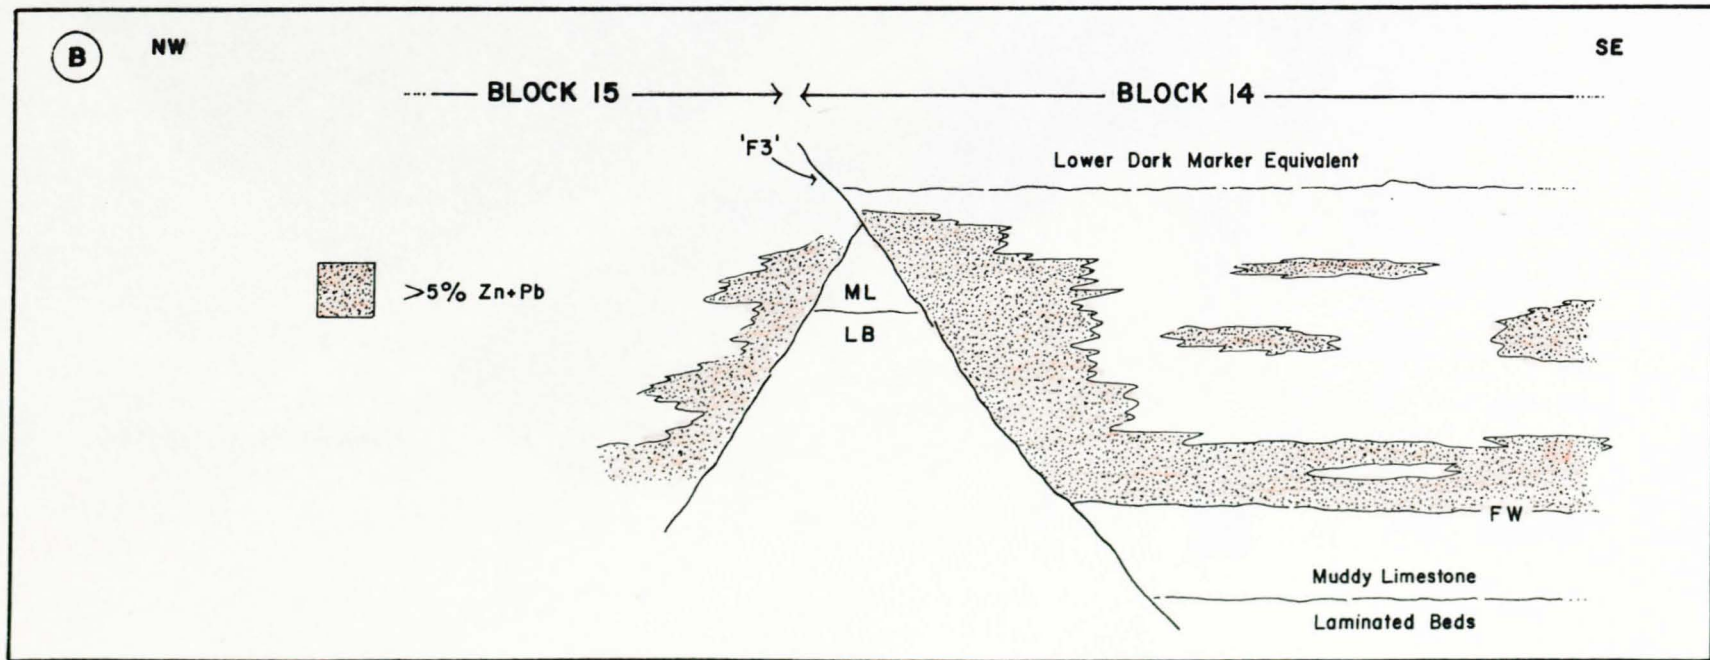 B
NW
SE
BLOCK 15
BLOCK 14
'F3'
Lower Dark Marker Equivalent
>5% Zn+Pb
ML
LB
FW
Muddy Limestone
Laminated Beds